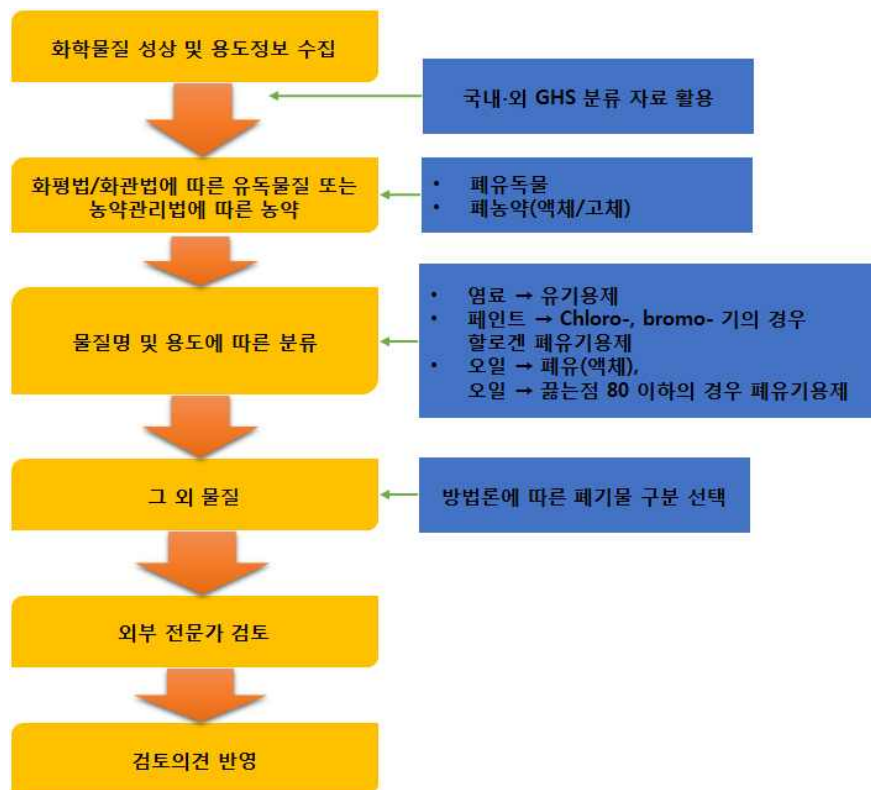 화학물질 성상 및 용도정보 수집
국내·외 GHS 분류 자료 활용
화평법/화관법에 따른 유독물질 또는
농약관리법에 따른 농약
• 폐유독물
• 폐농약(액체/고체)
물질명 및 용도에 따른 분류
• 염료 → 유기용제
• 페인트 → Chloro-, bromo- 기의 경우
할로겐 폐유기용제
• 오일 → 폐유(액체),
오일 → 끓는점 80 이하의 경우 폐유기용제
그 외 물질
방법론에 따른 폐기물 구분 선택
외부 전문가 검토
검토의견 반영